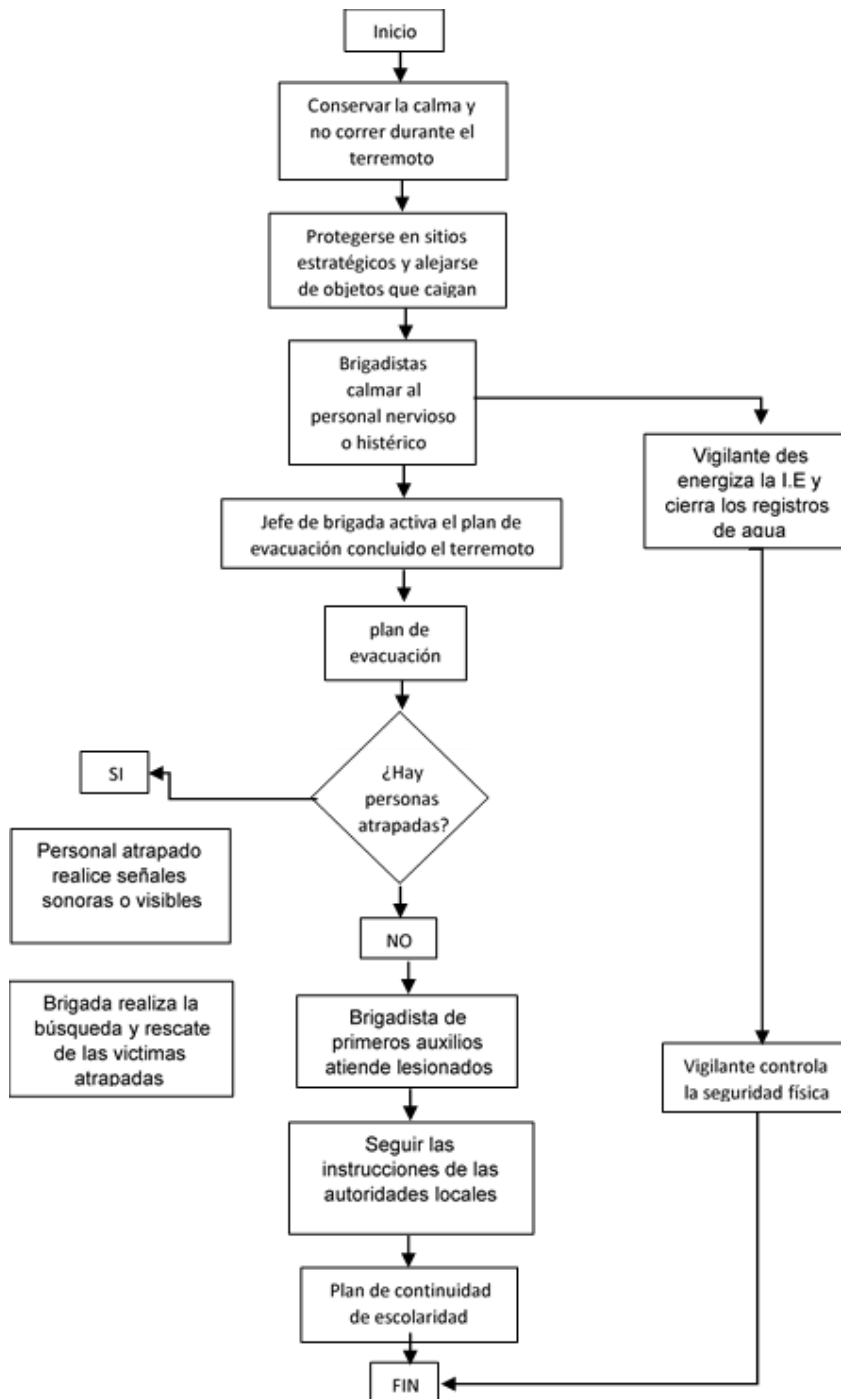 Inicio
Conservar la calma y
no correr durante el
terremoto
Protegerse en sitios
estratégicos y alejarse
de objetos que caigan
Brigadistas
calmar al
personal nervioso
o histérico
Vigilante des
energiza la I.E y
cierra los registros
de agua
Jefe de brigada activa el plan de
evacuación concluido el terremoto
plan de
evacuación
¿Hay
personas
atrapadas?
SI
Personal atrapado
realice señales
sonoras o visibles
NO
Brigada realiza la
búsqueda y rescate
de las victimas
atrapadas
Brigadista de
primeros auxilios
atiende lesionados
Vigilante controla
la seguridad física
Seguir las
instrucciones de las
autoridades locales
Plan de continuidad
de escolaridad
FIN